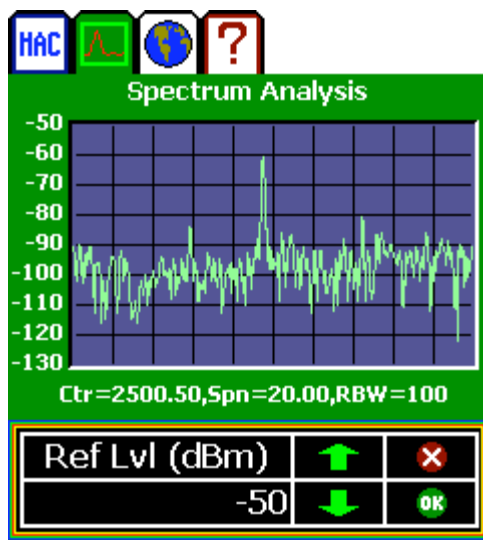 HAC ?
Spectrum Analysis
-50
-60
-70
-80
-90
-100
-110
-120
-130
Ctr=2500.50,Spn=20.00,RBW=100
Ref Lvl (dBm)
-50 OK